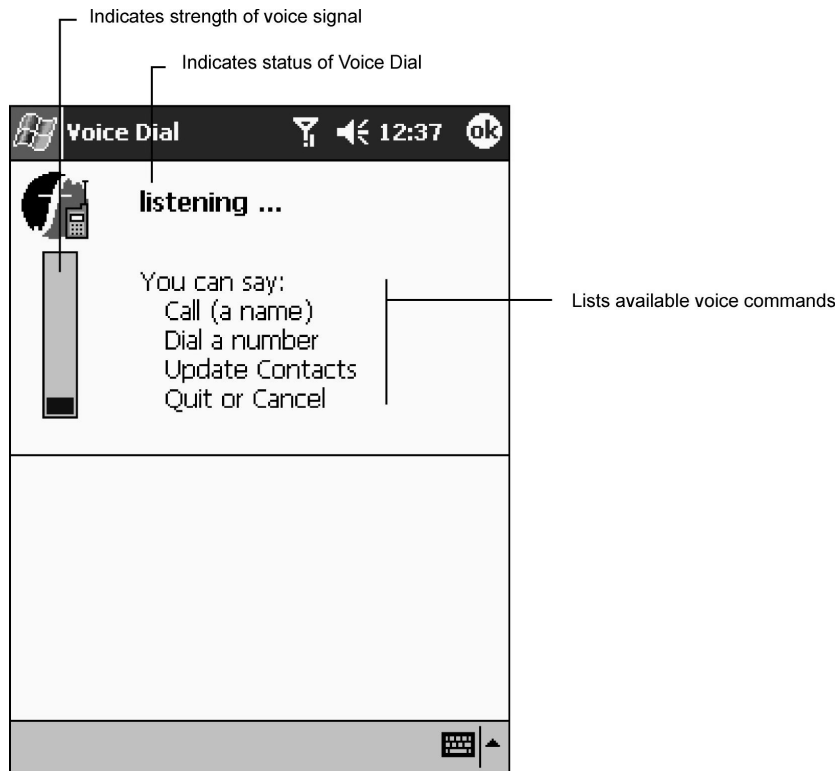 Indicates strength of voice signal
Indicates status of Voice Dial
Voice Dial 12:37 ok
listening ...
You can say:
Call (a name)
Dial a number
Update Contacts
Quit or Cancel
Lists available voice commands